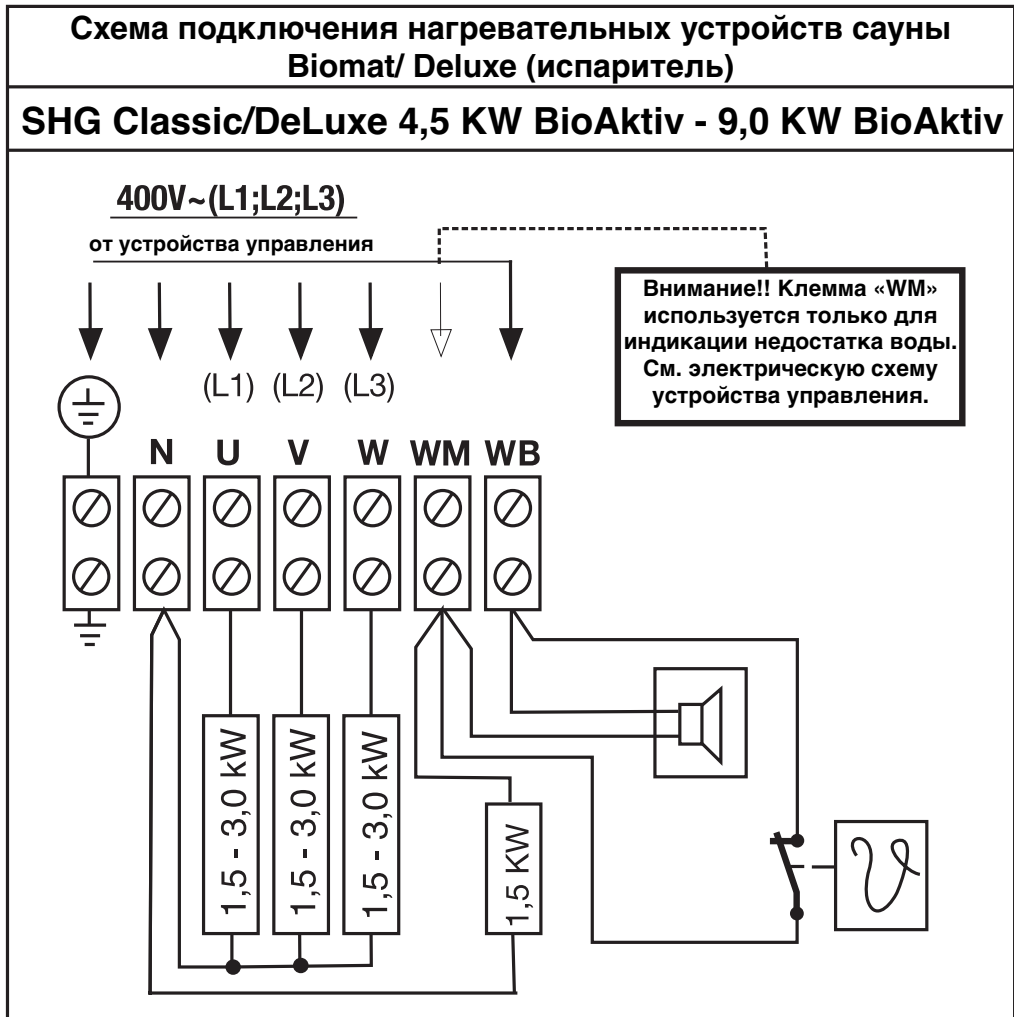 Схема подключения нагревательных устройств сауны
Biomat/ Deluxe (испаритель)
SHG Classic/DeLuxe 4,5 KW BioAktiv - 9,0 KW BioAktiv
400V~(L1;L2;L3)
от устройства управления
Внимание!! Клемма «WM»
используется только для
индикации недостатка воды.
См. электрическую схему
устройства управления.
(L1) (L2) (L3)
N U V W WM WB
1,5 - 3,0 kW
1,5 - 3,0 kW
1,5 - 3,0 kW
1,5 KW
ϑ